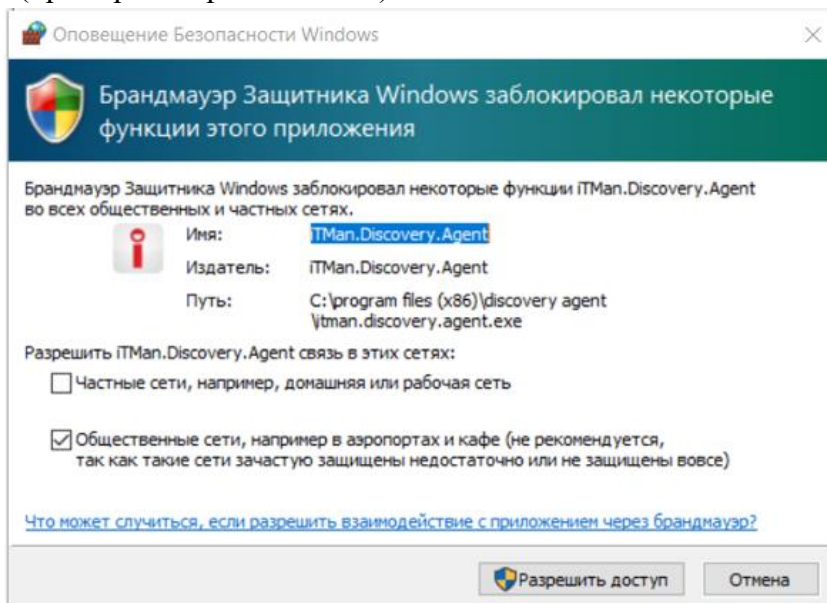 Оповещение Безопасности Windows
Брандмауэр Защитника Windows заблокировал некоторые
функции этого приложения
Брандмауэр Защитника Windows заблокировал некоторые функции iTMan.Discovery.Agent
во всех общественных и частных сетях.
Имя: iTMan.Discovery.Agent
Издатель: iTMan.Discovery.Agent
Путь: C:\program files (x86)\discovery agent
\itman.discovery.agent.exe
Разрешить iTMan.Discovery.Agent связь в этих сетях:
Частные сети, например, домашняя или рабочая сеть
Общественные сети, например в аэропортах и кафе (не рекомендуется,
так как такие сети зачастую защищены недостаточно или не защищены вовсе)
Что может случиться, если разрешить взаимодействие с приложением через брандмауэр?
Разрешить доступ Отмена